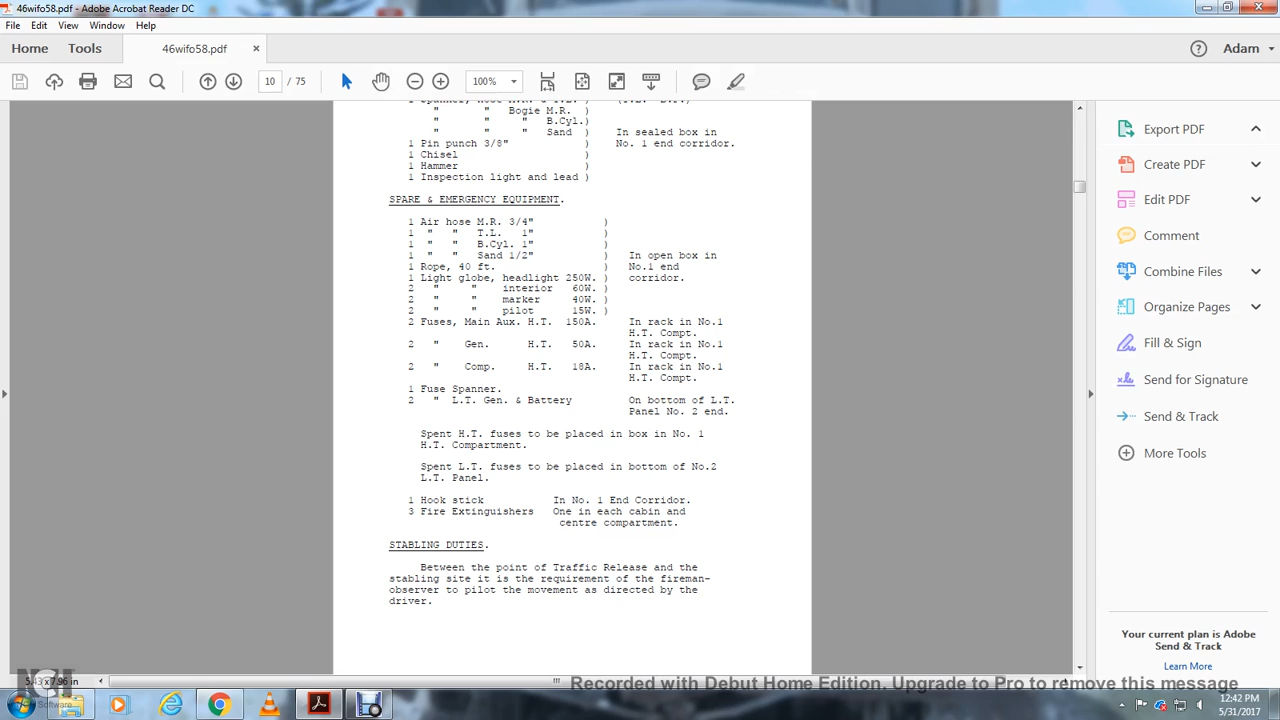 46wifo58.pdf - Adobe Acrobat Reader DC
File Edit View Window Help
Home Tools 46wifo58.pdf × Adam
10 / 75 100%
1 Spanner, hose M.R. & T.L. )
" " Bogie M.R. )
" " " B.Cyl.)
" " " Sand ) In sealed box in
1 Pin punch 3/8" ) No. 1 end corridor.
1 Chisel )
1 Hammer )
1 Inspection light and lead )
SPARE & EMERGENCY EQUIPMENT.
1 Air hose M.R. 3/4" )
1 " " T.L. 1" )
1 " " B.Cyl. 1" )
1 " " Sand 1/2" ) In open box in
1 Rope, 40 ft. ) No.1 end
1 Light globe, headlight 250W. ) corridor.
2 " " interior 60W. )
2 " " marker 40W. )
2 " " pilot 15W. )
2 Fuses, Main Aux. H.T. 150A. In rack in No.1
H.T. Compt.
2 " Gen. H.T. 50A. In rack in No.1
H.T. Compt.
2 " Comp. H.T. 18A. In rack in No.1
H.T. Compt.
1 Fuse Spanner.
2 " L.T. Gen. & Battery On bottom of L.T.
Panel No. 2 end.
Spent H.T. fuses to be placed in box in No. 1
H.T. Compartment.
Spent L.T. fuses to be placed in bottom of No.2
L.T. Panel.
1 Hook stick In No. 1 End Corridor.
3 Fire Extinguishers One in each cabin and
centre compartment.
STABLING DUTIES.
Between the point of Traffic Release and the
stabling site it is the requirement of the fireman-
observer to pilot the movement as directed by the
driver.
Export PDF
Create PDF
Edit PDF
Comment
Combine Files
Organize Pages
Fill & Sign
Send for Signature
Send & Track
More Tools
Your current plan is Adobe
Send & Track
Learn More
5.43 x 7.96 in
Recorded with Debut Home Edition. Upgrade to Pro to remove this message
NCH
Software
12:42 PM
5/31/2017